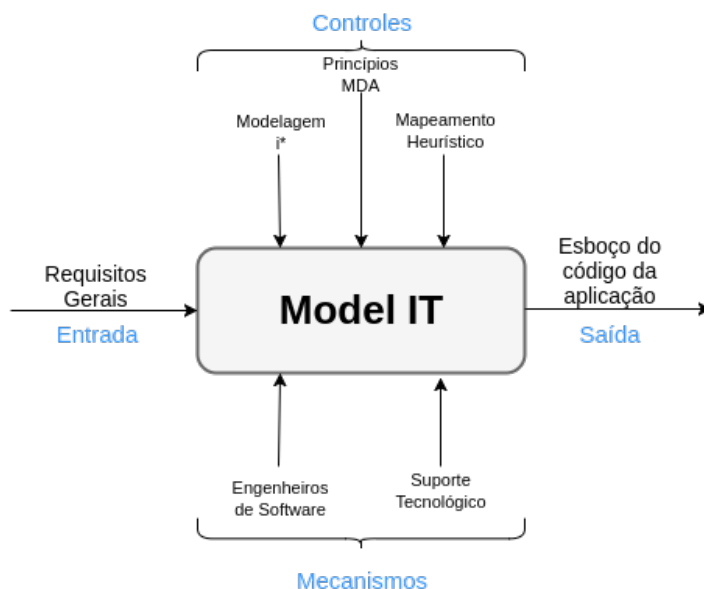 Controles
Princípios
MDA
Modelagem
i*
Mapeamento
Heurístico
Requisitos
Gerais
Entrada
Model IT
Esboço do
código da
aplicação
Saída
Engenheiros
de Software
Suporte
Tecnológico
Mecanismos